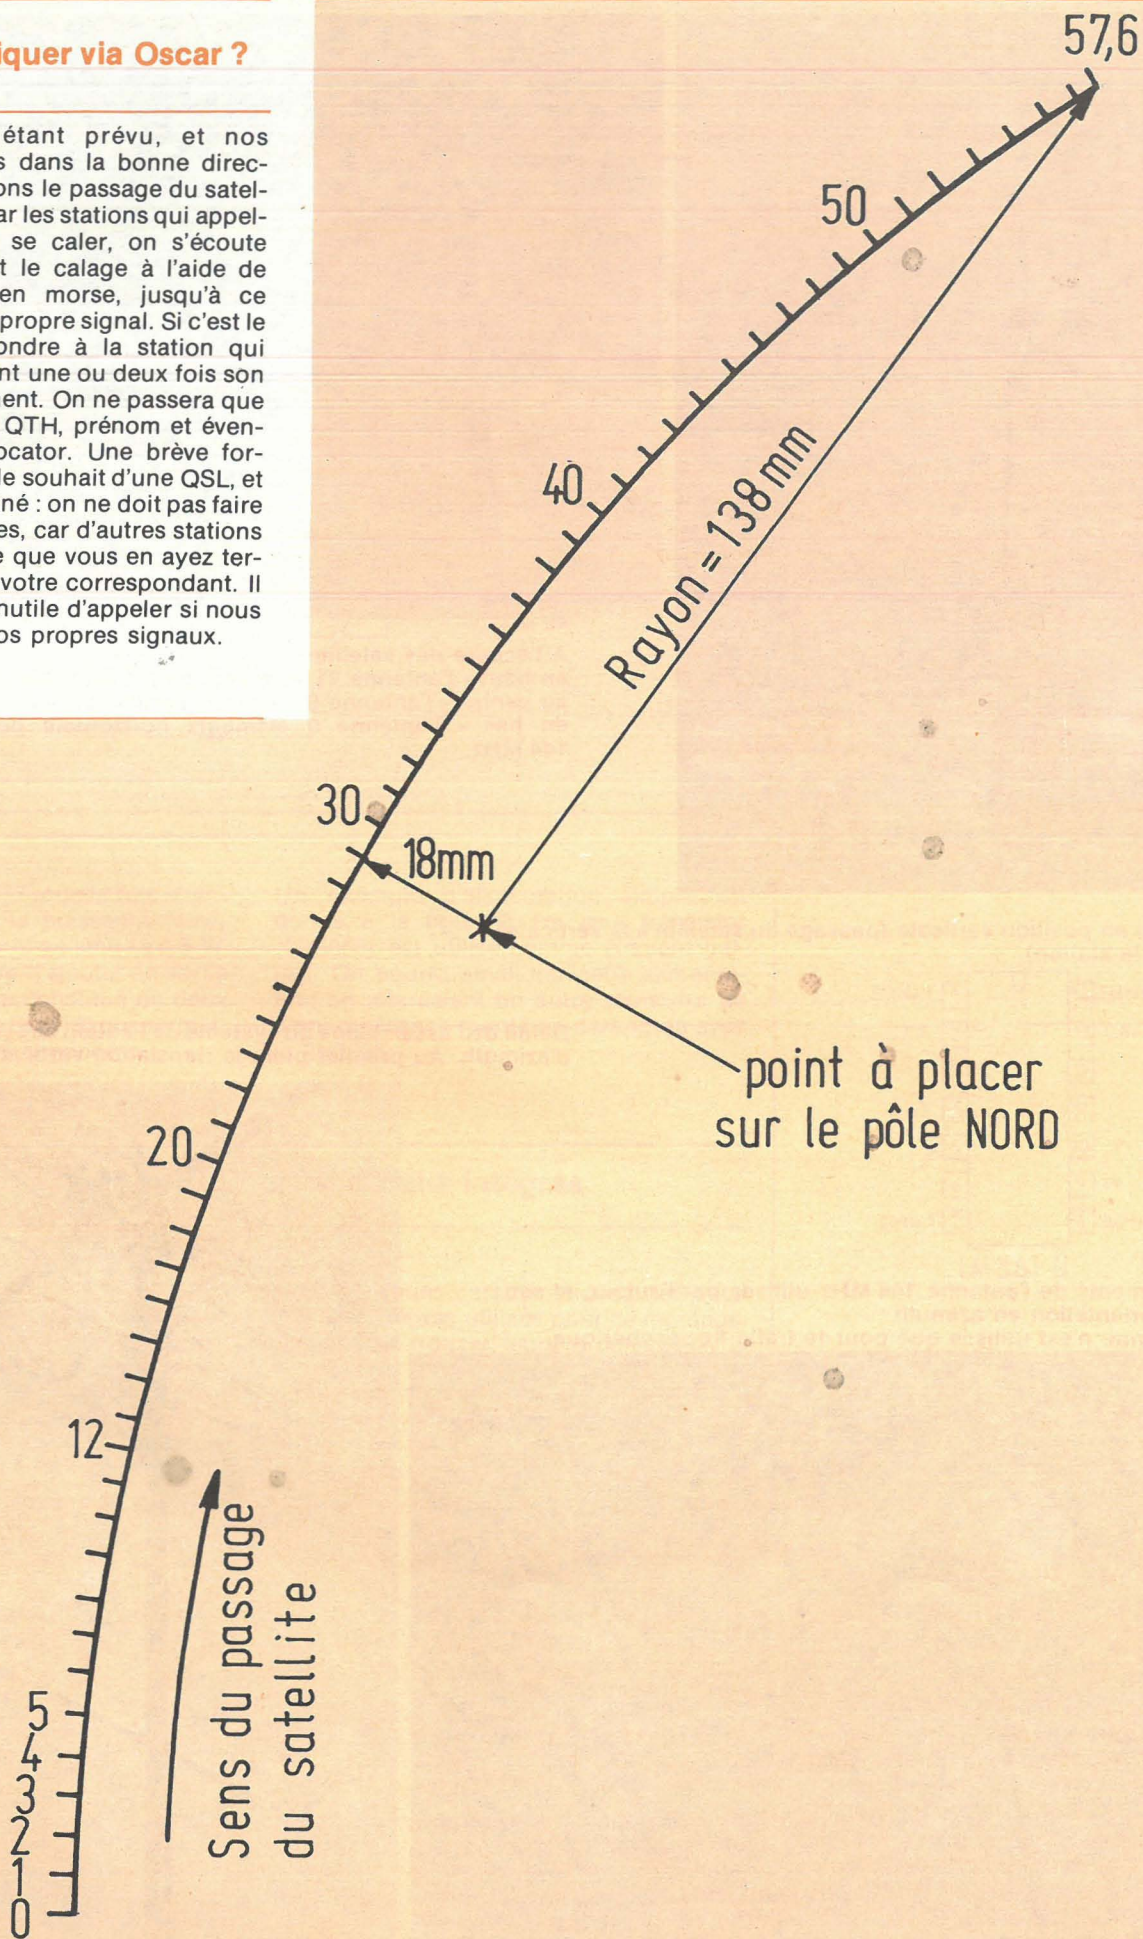 iquer via Oscar ?
étant prévu, et nos
s dans la bonne direc-
ons le passage du satel-
ar les stations qui appel-
se caler, on s'écoute
t le calage à l'aide de
en morse, jusqu'à ce
propre signal. Si c'est le
ondre à la station qui
nt une ou deux fois son
nent. On ne passera que
QTH, prénom et éven-
ocator. Une brève for-
le souhait d'une QSL, et
né : on ne doit pas faire
es, car d'autres stations
e que vous en ayez ter-
votre correspondant. Il
nutile d'appeler si nous
os propres signaux.
57,6
50
40
Rayon = 138 mm
30
18mm
point à placer
sur le pôle NORD
20
12
Sens du passage
du satellite
5
4
3
2
1
0